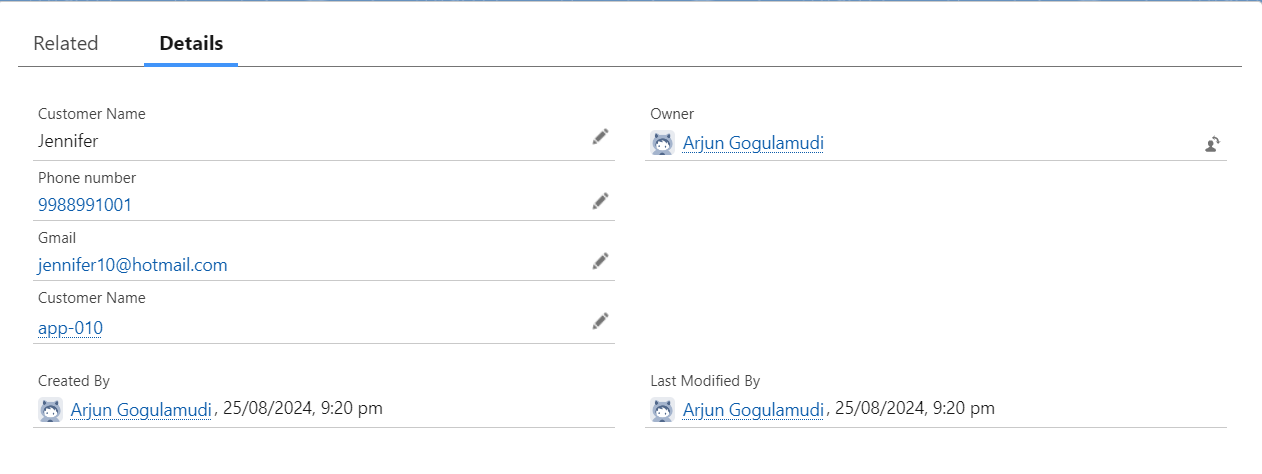 Related Details
Customer Name
Jennifer
Owner
Arjun Gogulamudi
Phone number
9988991001
Gmail
jennifer10@hotmail.com
Customer Name
app-010
Created By
Arjun Gogulamudi, 25/08/2024, 9:20 pm
Last Modified By
Arjun Gogulamudi, 25/08/2024, 9:20 pm